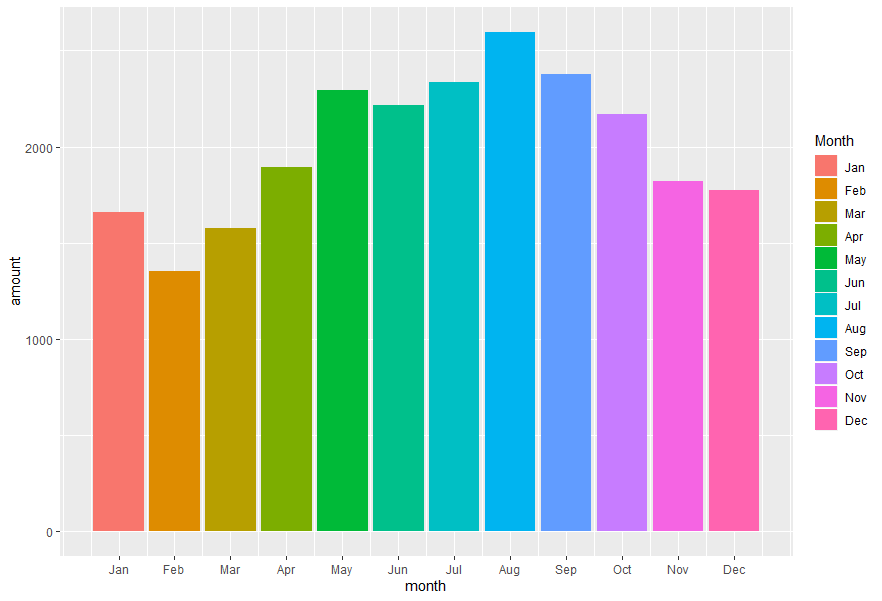 amount
2000
1000
0
Jan Feb Mar Apr May Jun Jul Aug Sep Oct Nov Dec
month
Month
Jan
Feb
Mar
Apr
May
Jun
Jul
Aug
Sep
Oct
Nov
Dec